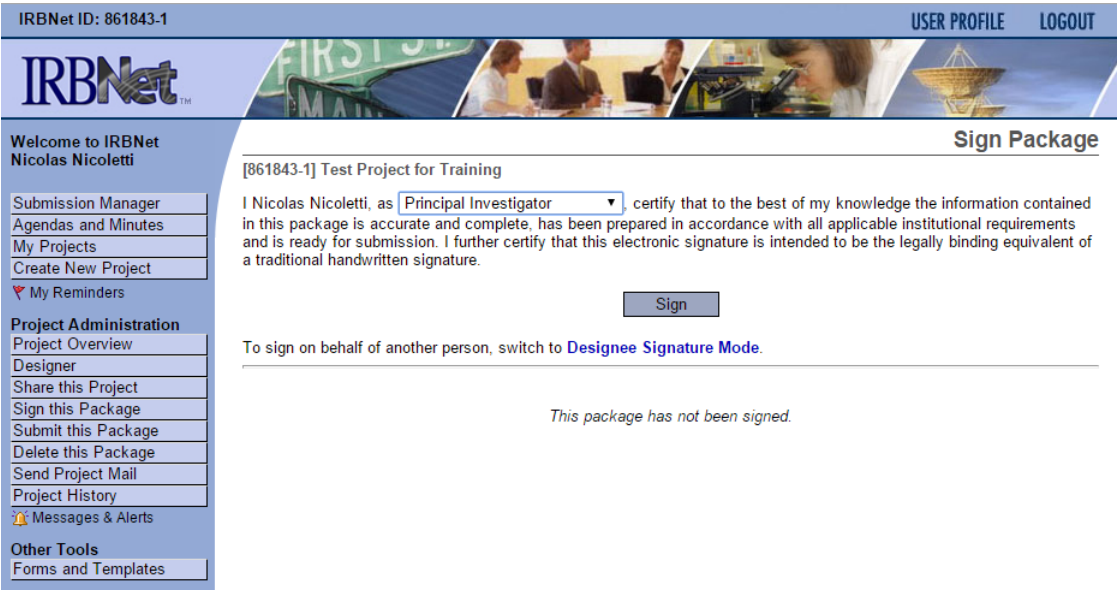 IRBNet ID: 861843-1
USER PROFILE
LOGOUT
IRBNet TM
FIRST ST.
MAIN
Welcome to IRBNet
Nicolas Nicoletti
Submission Manager
Agendas and Minutes
My Projects
Create New Project
My Reminders
Project Administration
Project Overview
Designer
Share this Project
Sign this Package
Submit this Package
Delete this Package
Send Project Mail
Project History
Messages & Alerts
Other Tools
Forms and Templates
Sign Package
[861843-1] Test Project for Training
I Nicolas Nicoletti, as Principal Investigator , certify that to the best of my knowledge the information contained
in this package is accurate and complete, has been prepared in accordance with all applicable institutional requirements
and is ready for submission. I further certify that this electronic signature is intended to be the legally binding equivalent of
a traditional handwritten signature.
Sign
To sign on behalf of another person, switch to Designee Signature Mode.
This package has not been signed.